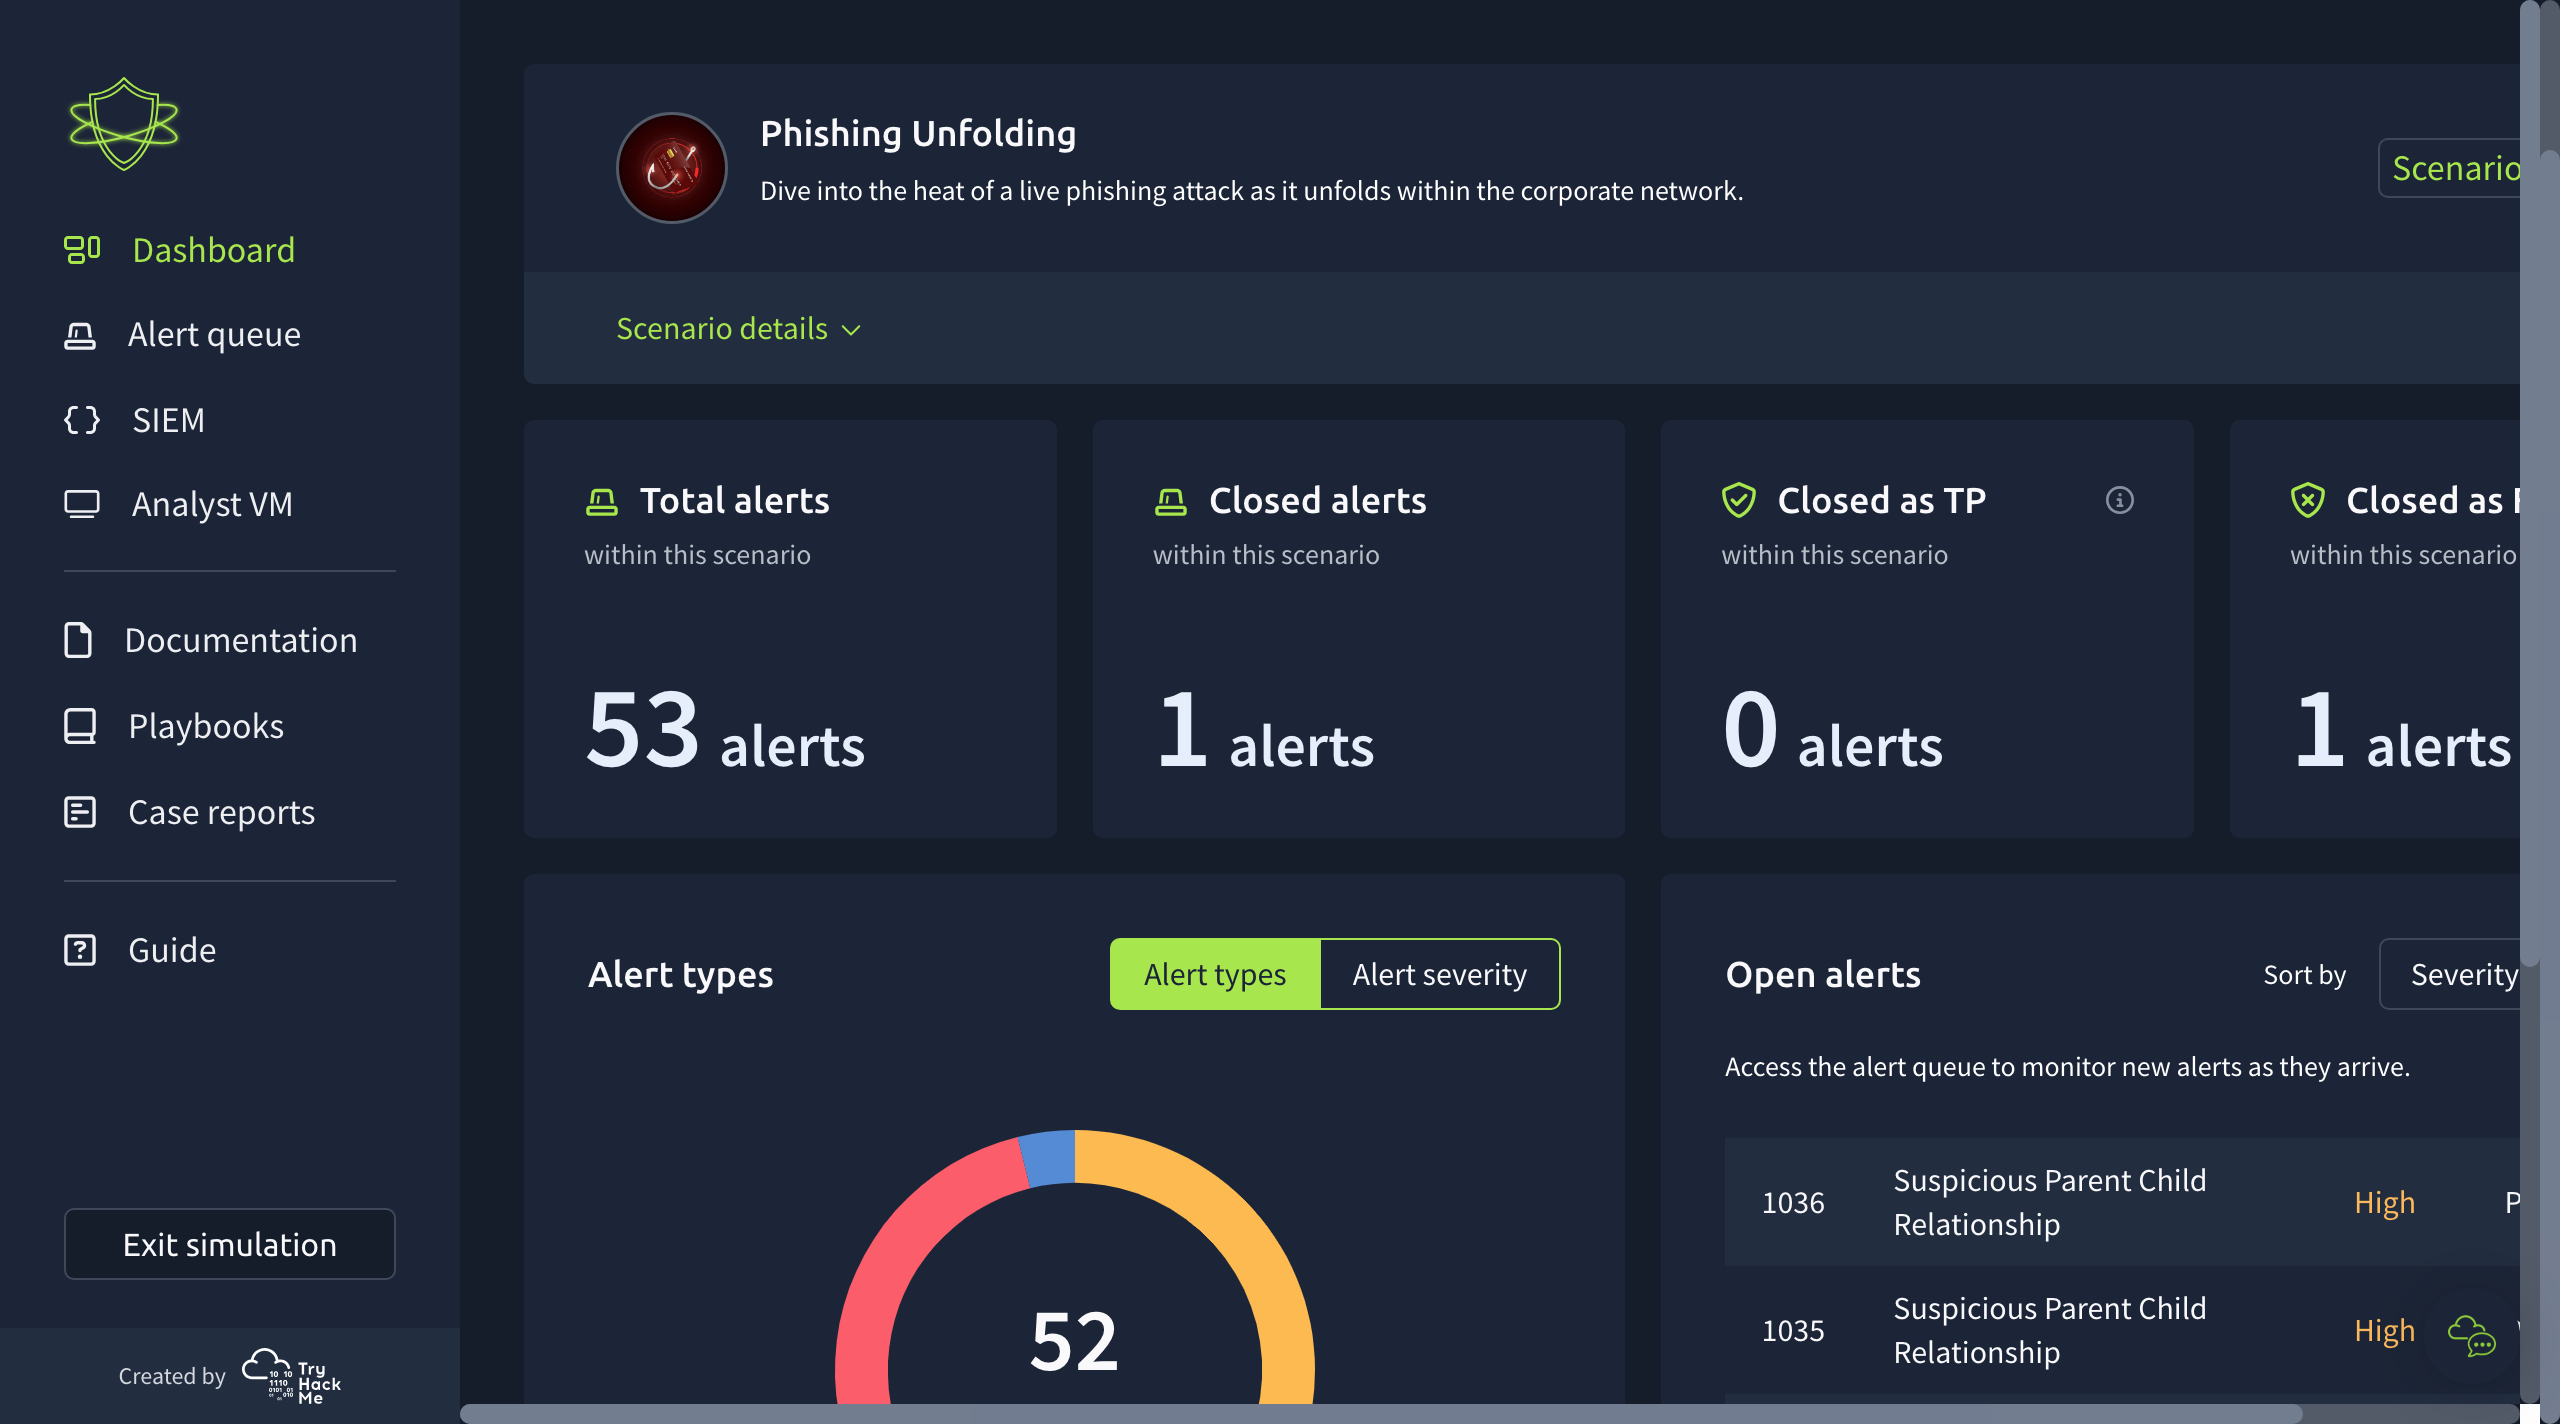 Dashboard
Alert queue
SIEM
Analyst VM
Documentation
Playbooks
Case reports
Guide
Exit simulation
Created by
Try
Hack
Me
Phishing Unfolding
Dive into the heat of a live phishing attack as it unfolds within the corporate network.
Scenario
Scenario details
Total alerts
within this scenario
53 alerts
Closed alerts
within this scenario
1 alerts
Closed as TP
within this scenario
0 alerts
Closed as
within this scenario
1 alerts
Alert types
Alert types
Alert severity
52
Open alerts
Sort by
Severity
Access the alert queue to monitor new alerts as they arrive.
1036
Suspicious Parent Child
Relationship
High
1035
Suspicious Parent Child
Relationship
High